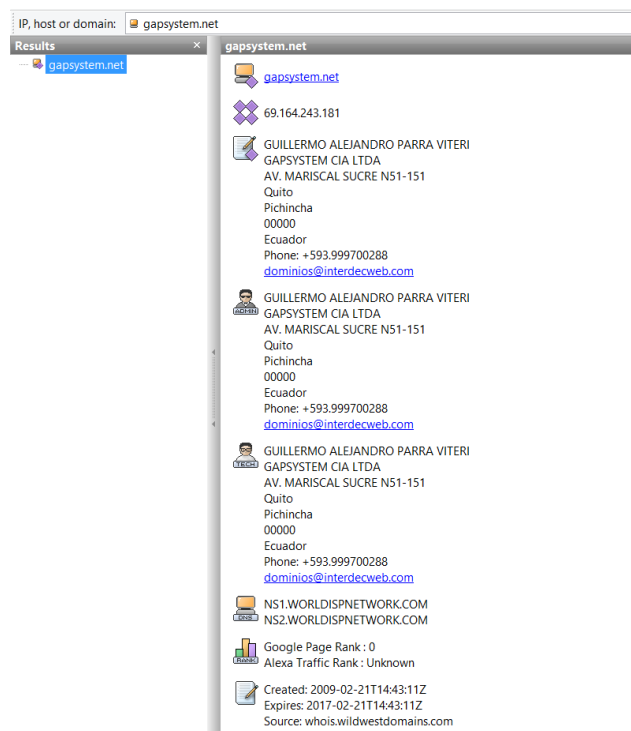 IP, host or domain: gapsystem.net
Results ×
gapsystem.net
gapsystem.net
gapsystem.net
69.164.243.181
GUILLERMO ALEJANDRO PARRA VITERI
GAPSYSTEM CIA LTDA
AV. MARISCAL SUCRE N51-151
Quito
Pichincha
00000
Ecuador
Phone: +593.999700288
dominios@interdecweb.com
GUILLERMO ALEJANDRO PARRA VITERI
ADMIN
GAPSYSTEM CIA LTDA
AV. MARISCAL SUCRE N51-151
Quito
Pichincha
00000
Ecuador
Phone: +593.999700288
dominios@interdecweb.com
GUILLERMO ALEJANDRO PARRA VITERI
TECH
GAPSYSTEM CIA LTDA
AV. MARISCAL SUCRE N51-151
Quito
Pichincha
00000
Ecuador
Phone: +593.999700288
dominios@interdecweb.com
NS1.WORLDISPNETWORK.COM
DNS
NS2.WORLDISPNETWORK.COM
Google Page Rank : 0
RANK
Alexa Traffic Rank : Unknown
Created: 2009-02-21T14:43:11Z
Expires: 2017-02-21T14:43:11Z
Source: whois.wildwestdomains.com